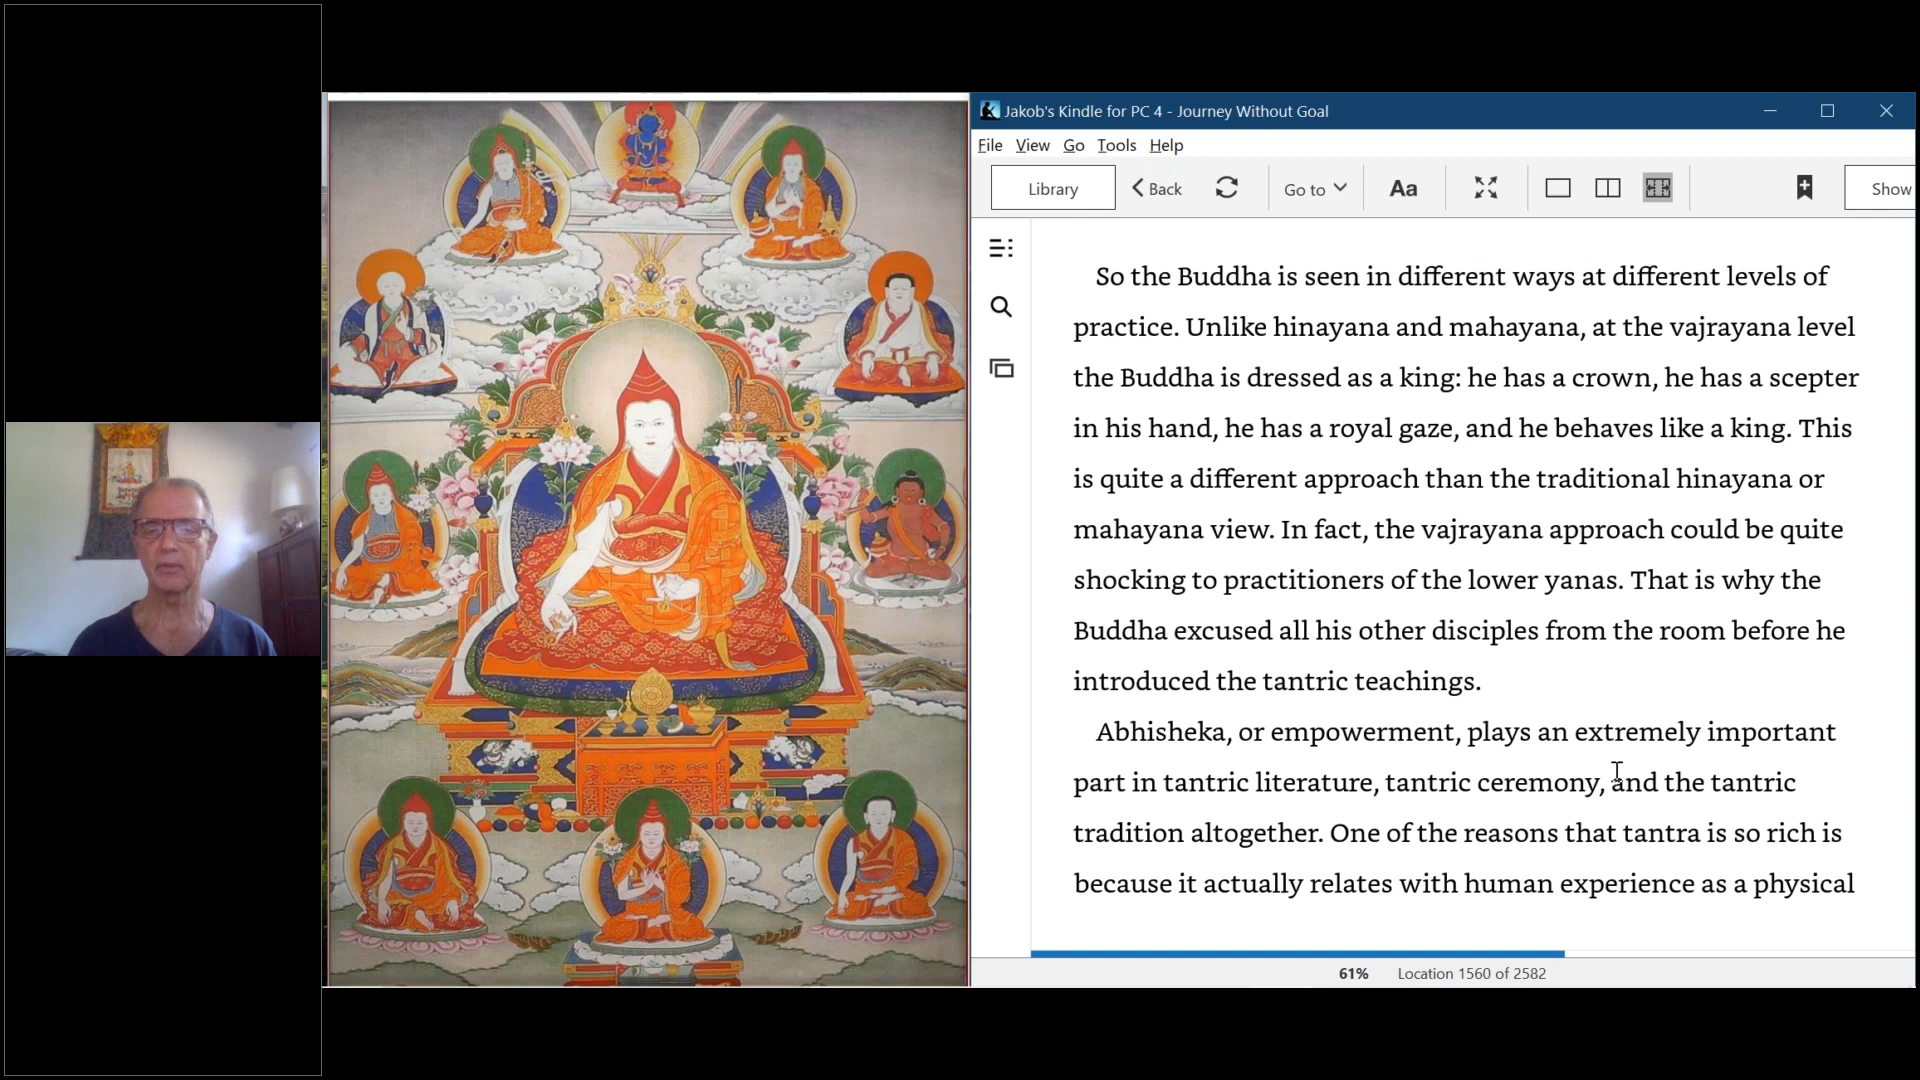 Jakob's Kindle for PC 4 - Journey Without Goal
File View Go Tools Help
Library Back Go to Aa Show
So the Buddha is seen in different ways at different levels of
practice. Unlike hinayana and mahayana, at the vajrayana level
the Buddha is dressed as a king: he has a crown, he has a scepter
in his hand, he has a royal gaze, and he behaves like a king. This
is quite a different approach than the traditional hinayana or
mahayana view. In fact, the vajrayana approach could be quite
shocking to practitioners of the lower yanas. That is why the
Buddha excused all his other disciples from the room before he
introduced the tantric teachings.
Abhisheka, or empowerment, plays an extremely important
part in tantric literature, tantric ceremony, and the tantric
tradition altogether. One of the reasons that tantra is so rich is
because it actually relates with human experience as a physical
61% Location 1560 of 2582